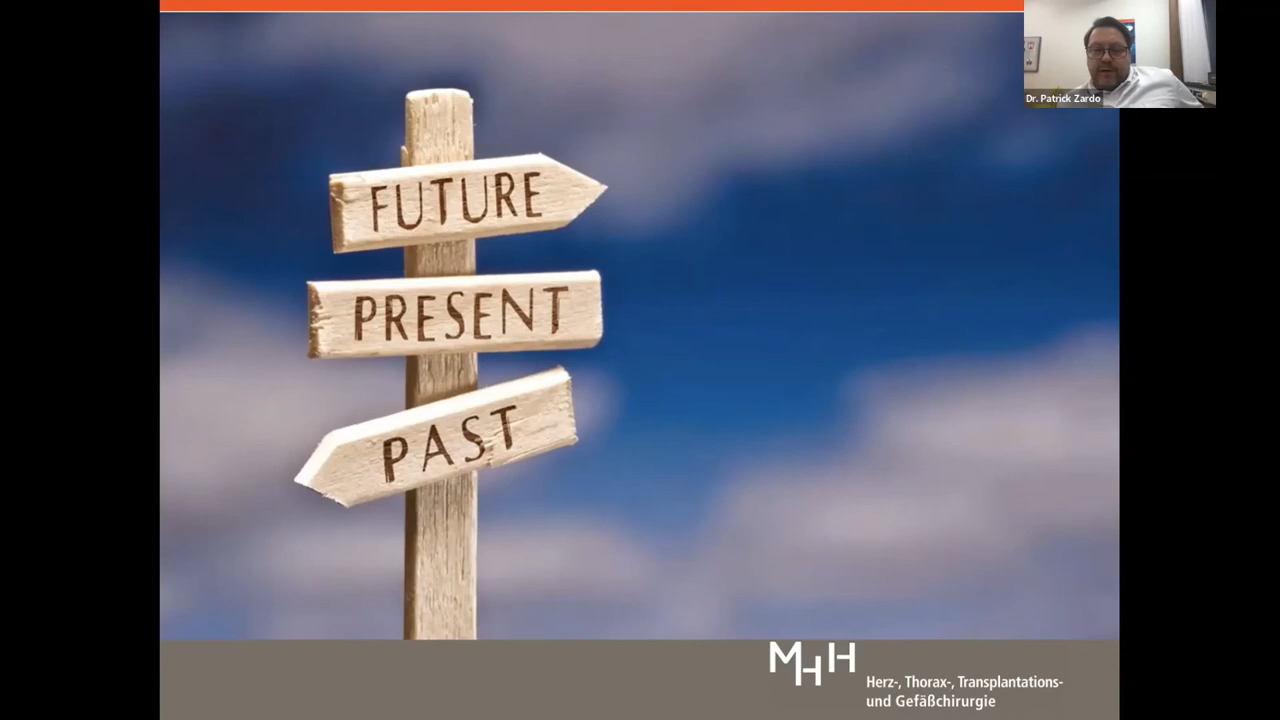 Dr. Patrick Zardo
FUTURE
PRESENT
PAST
MHH
Herz-, Thorax-, Transplantations-
und Gefäßchirurgie